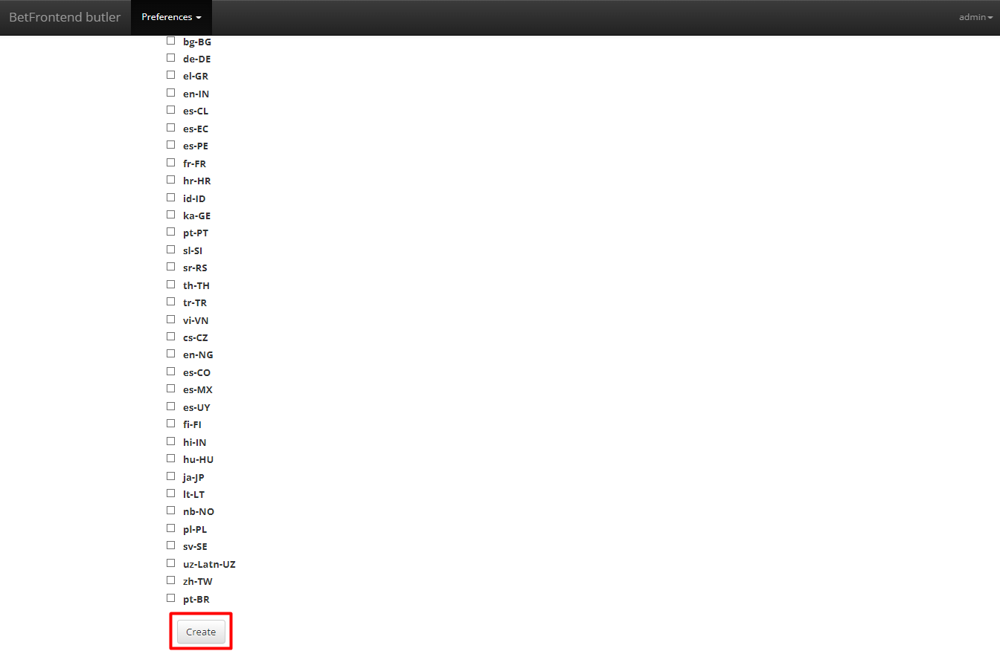 BetFrontend butler Preferences admin
bg-BG
de-DE
el-GR
en-IN
es-CL
es-EC
es-PE
fr-FR
hr-HR
id-ID
ka-GE
pt-PT
sl-SI
sr-RS
th-TH
tr-TR
vi-VN
cs-CZ
en-NG
es-CO
es-MX
es-UY
fi-FI
hi-IN
hu-HU
ja-JP
lt-LT
nb-NO
pl-PL
sv-SE
uz-Latn-UZ
zh-TW
pt-BR
Create